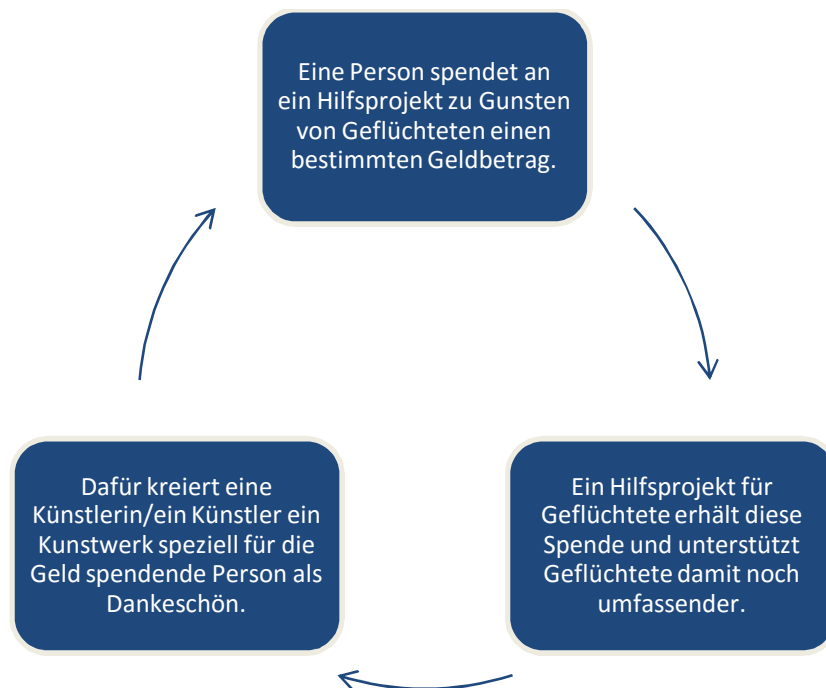 Eine Person spendet an
ein Hilfsprojekt zu Gunsten
von Geflüchteten einen
bestimmten Geldbetrag.
Ein Hilfsprojekt für
Geflüchtete erhält diese
Spende und unterstützt
Geflüchtete damit noch
umfassender.
Dafür kreiert eine
Künstlerin/ein Künstler ein
Kunstwerk speziell für die
Geld spendende Person als
Dankeschön.